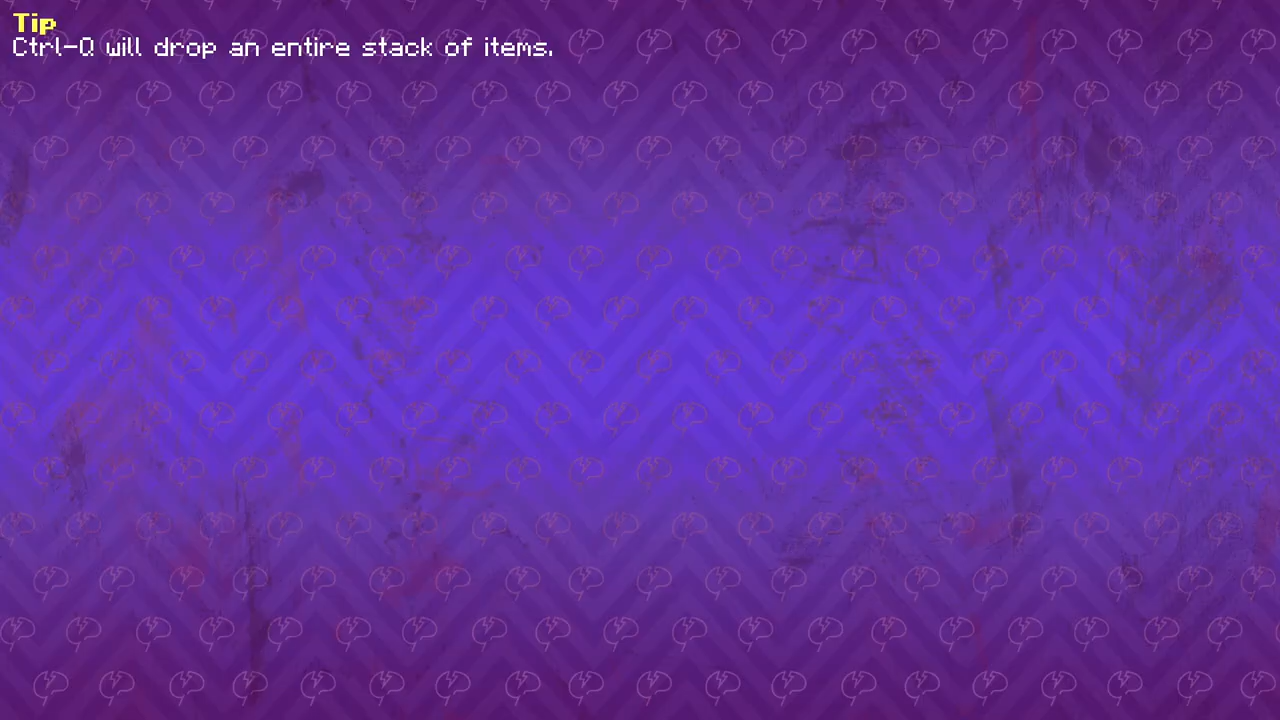 Tip
Ctrl-Q will drop an entire stack of items.